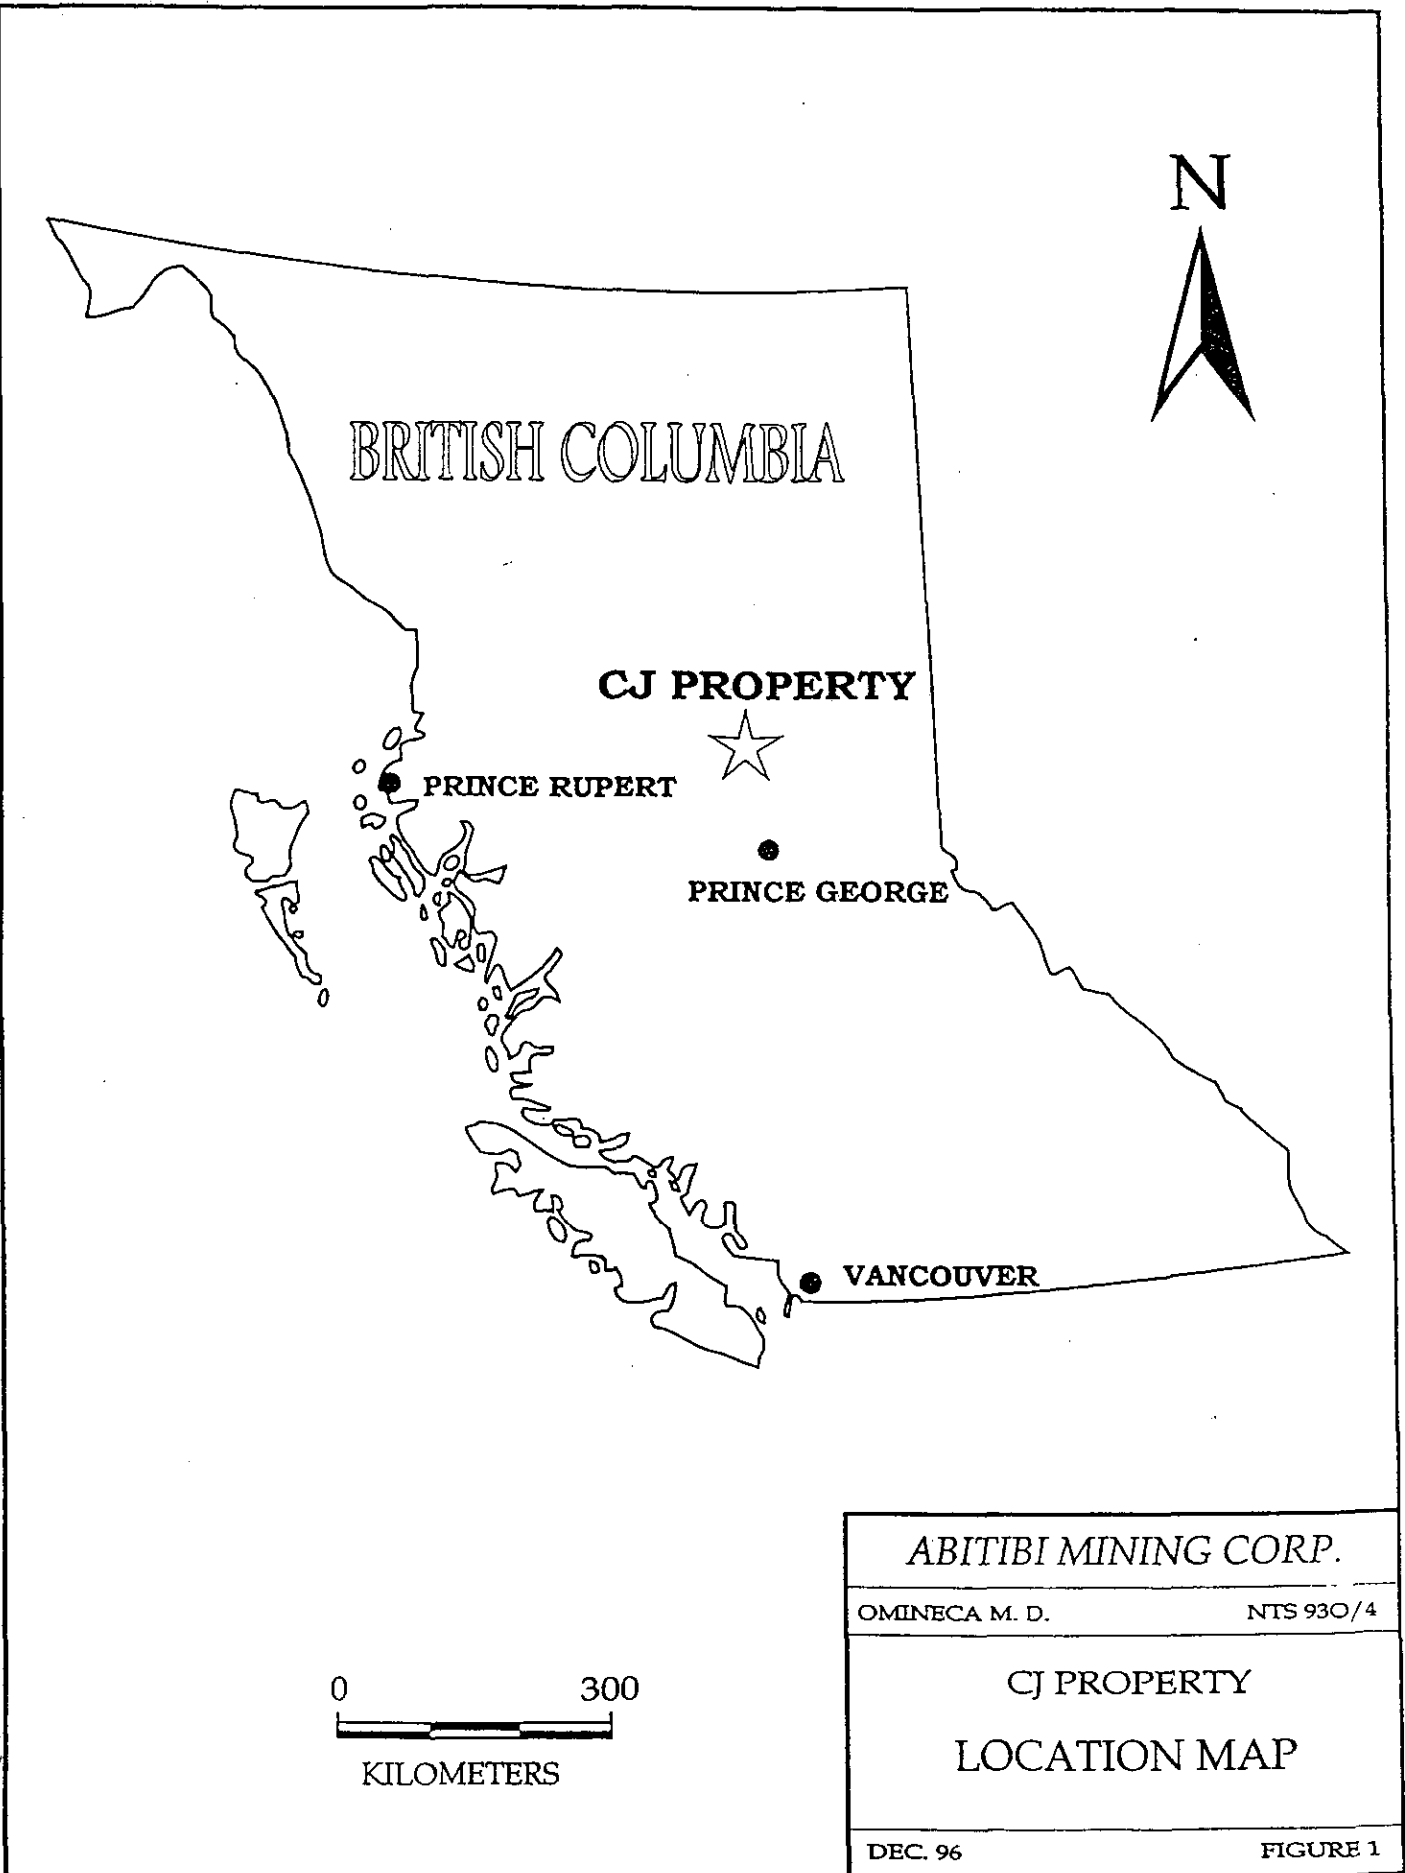 N
BRITISH COLUMBIA
CJ PROPERTY
PRINCE RUPERT
PRINCE GEORGE
VANCOUVER
ABITIBI MINING CORP.
OMINECA M. D. NTS 93O/4
CJ PROPERTY
LOCATION MAP
0 300
KILOMETERS
DEC. 96 FIGURE 1